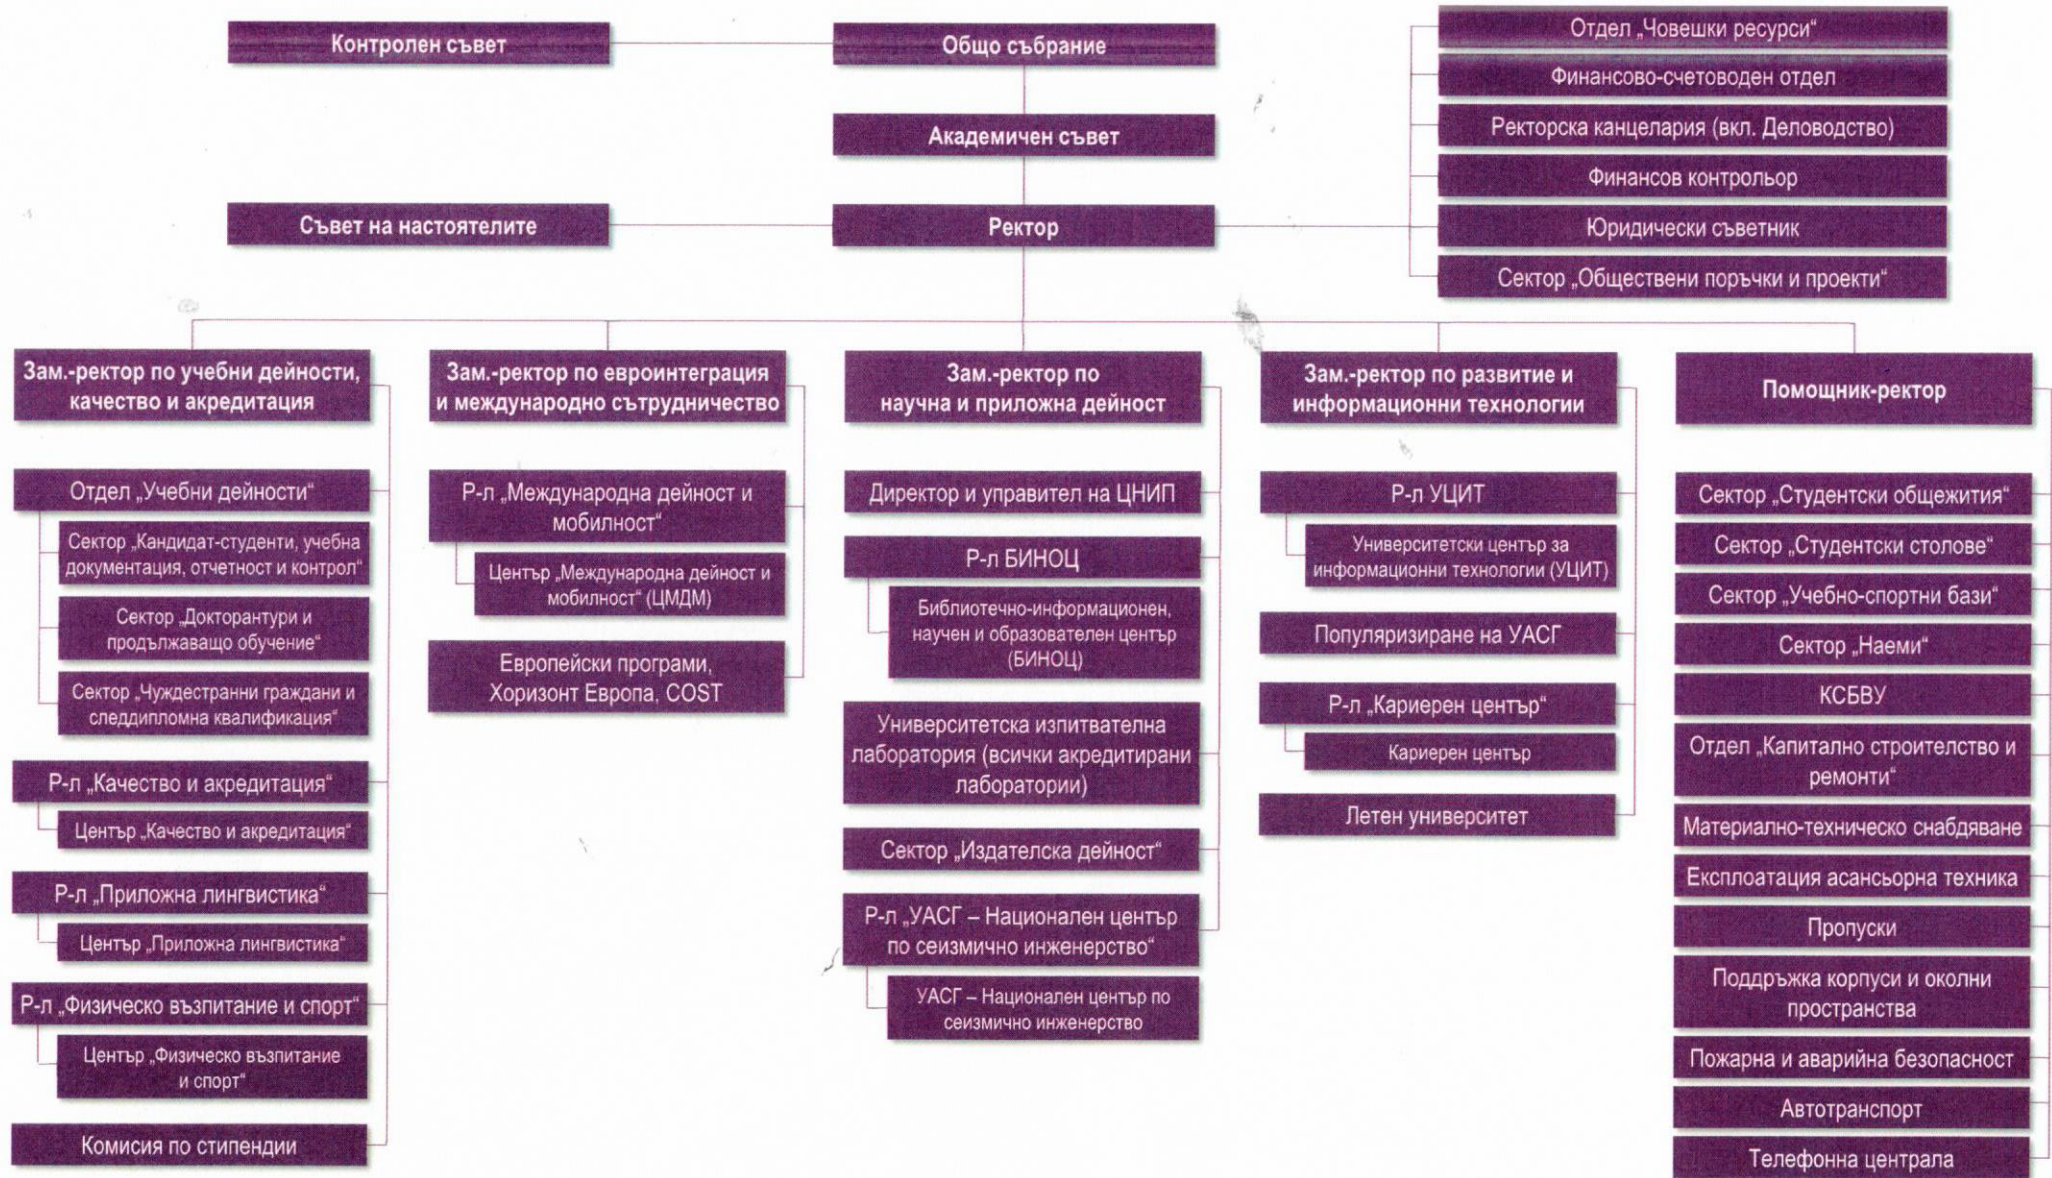 Контролен съвет
Общо събрание
Академичен съвет
Съвет на настоятелите
Ректор
Отдел „Човешки ресурси“
Финансово-счетоводен отдел
Ректорска канцелария (вкл. Деловодство)
Финансов контрольор
Юридически съветник
Сектор „Обществени поръчки и проекти“
Зам.-ректор по учебни дейности,
качество и акредитация
Отдел „Учебни дейности“
Сектор „Кандидат-студенти, учебна
документация, отчетност и контрол“
Сектор „Докторантури и
продължаващо обучение“
Сектор „Чуждестранни граждани и
следдипломна квалификация“
Р-л „Качество и акредитация“
Център „Качество и акредитация“
Р-л „Приложна лингвистика“
Център „Приложна лингвистика“
Р-л „Физическо възпитание и спорт“
Център „Физическо възпитание
и спорт“
Комисия по стипендии
Зам.-ректор по евроинтеграция
и международно сътрудничество
Р-л „Международна дейност и
мобилност“
Център „Международна дейност и
мобилност“ (ЦМДМ)
Европейски програми,
Хоризонт Европа, COST
Зам.-ректор по
научна и приложна дейност
Директор и управител на ЦНИП
Р-л БИНОЦ
Библиотечно-информационен,
научен и образователен център
(БИНОЦ)
Университетска изпитвателна
лаборатория (всички акредитирани
лаборатории)
Сектор „Издателска дейност“
Р-л „УАСГ – Национален център
по сеизмично инженерство“
УАСГ – Национален център по
сеизмично инженерство
Зам.-ректор по развитие и
информационни технологии
Р-л УЦИТ
Университетски център за
информационни технологии (УЦИТ)
Популяризиране на УАСГ
Р-л „Кариерен център“
Кариерен център
Летен университет
Помощник-ректор
Сектор „Студентски общежития“
Сектор „Студентски столове“
Сектор „Учебно-спортни бази“
Сектор „Наеми“
КСБВУ
Отдел „Капитално строителство и
ремонти“
Материално-техническо снабдяване
Експлоатация асансьорна техника
Пропуски
Поддръжка корпуси и околни
пространства
Пожарна и аварийна безопасност
Автотранспорт
Телефонна централа